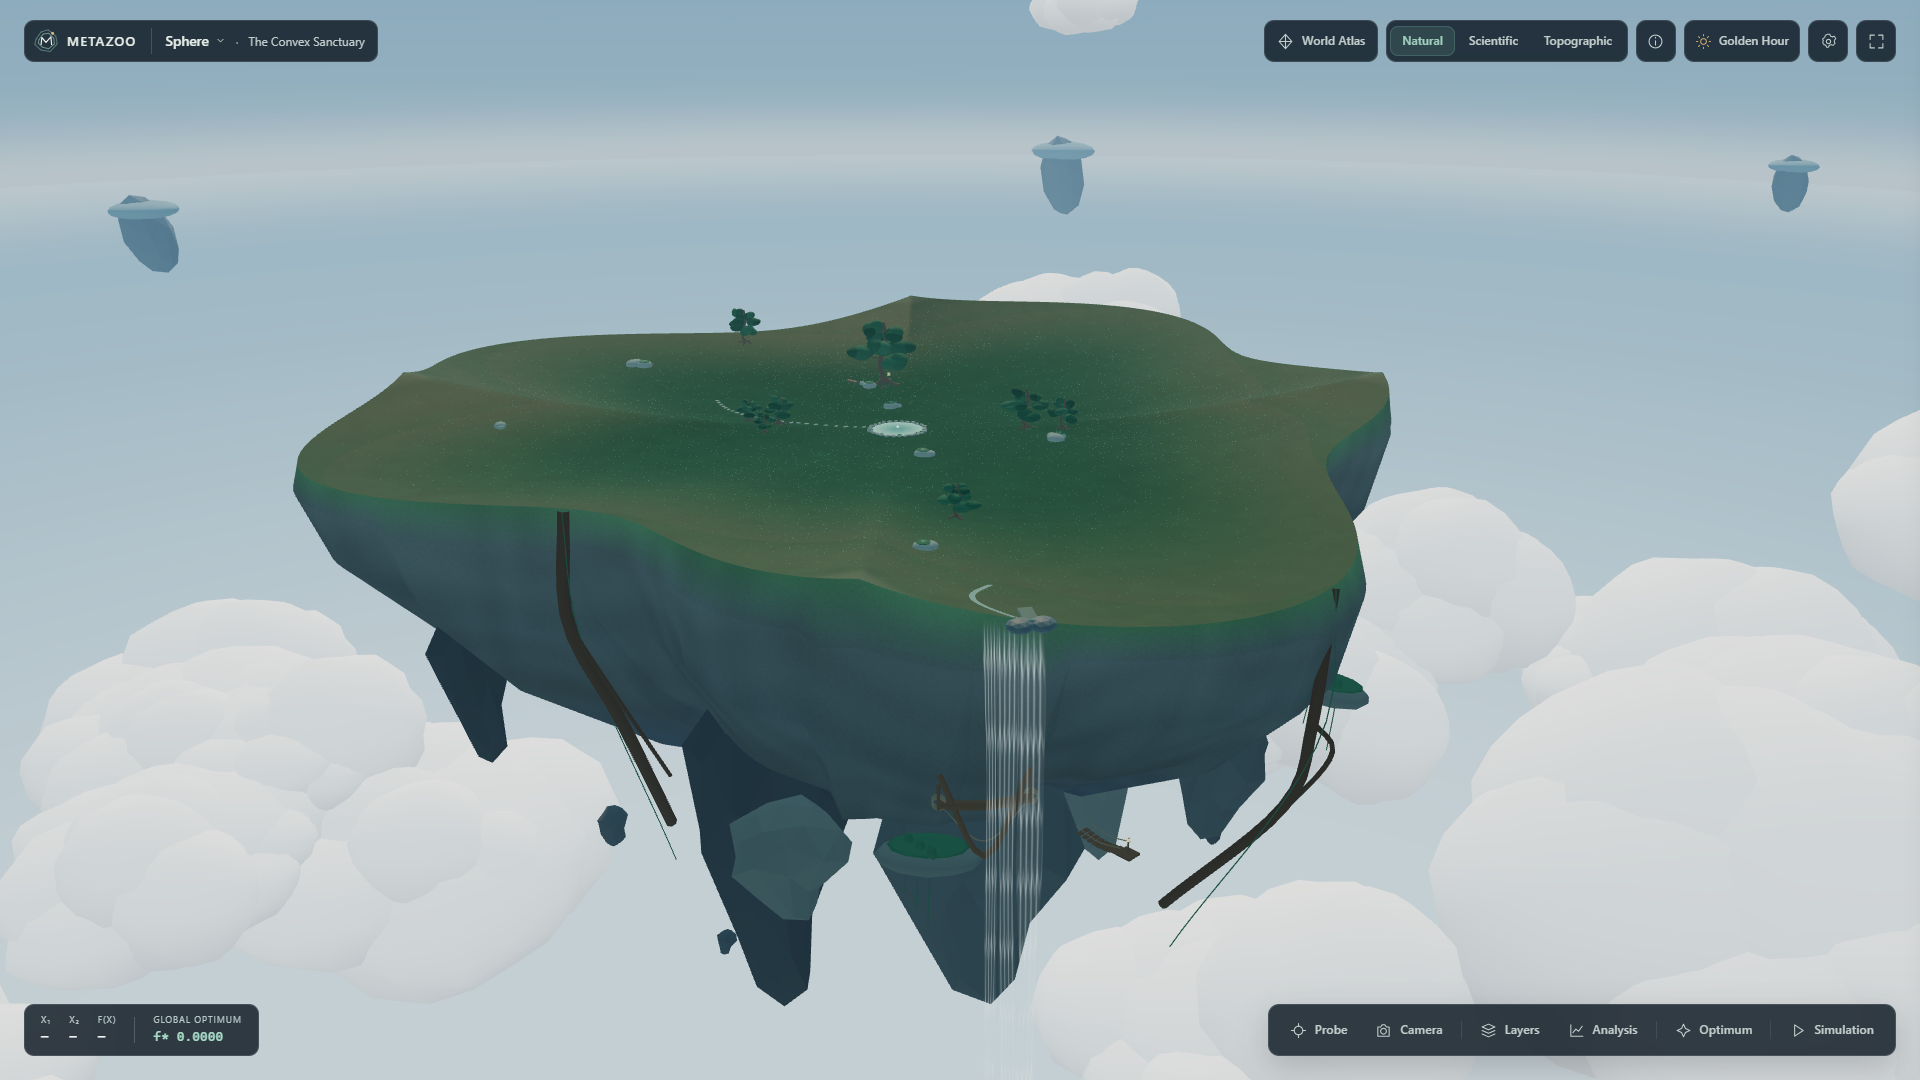 METAZOO Sphere · The Convex Sanctuary
World Atlas Natural Scientific Topographic Golden Hour
X₁ X₂ F(X) GLOBAL OPTIMUM
— — — f* 0.0000
Probe Camera Layers Analysis Optimum Simulation